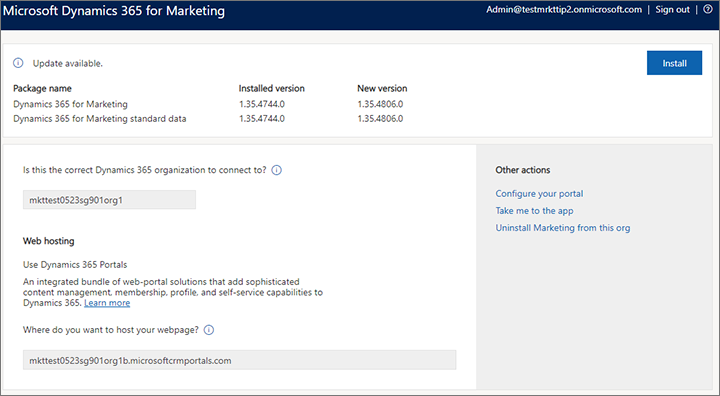 Microsoft Dynamics 365 for Marketing
Admin@testmrkttip2.onmicrosoft.com | Sign out | ?
Update available.
Install
Package name Installed version New version
Dynamics 365 for Marketing 1.35.4744.0 1.35.4806.0
Dynamics 365 for Marketing standard data 1.35.4744.0 1.35.4806.0
Is this the correct Dynamics 365 organization to connect to?
mkttest0523sg901org1
Web hosting
Use Dynamics 365 Portals
An integrated bundle of web-portal solutions that add sophisticated
content management, membership, profile, and self-service capabilities to
Dynamics 365. Learn more
Where do you want to host your webpage?
mkttest0523sg901org1b.microsoftcrmportals.com
Other actions
Configure your portal
Take me to the app
Uninstall Marketing from this org